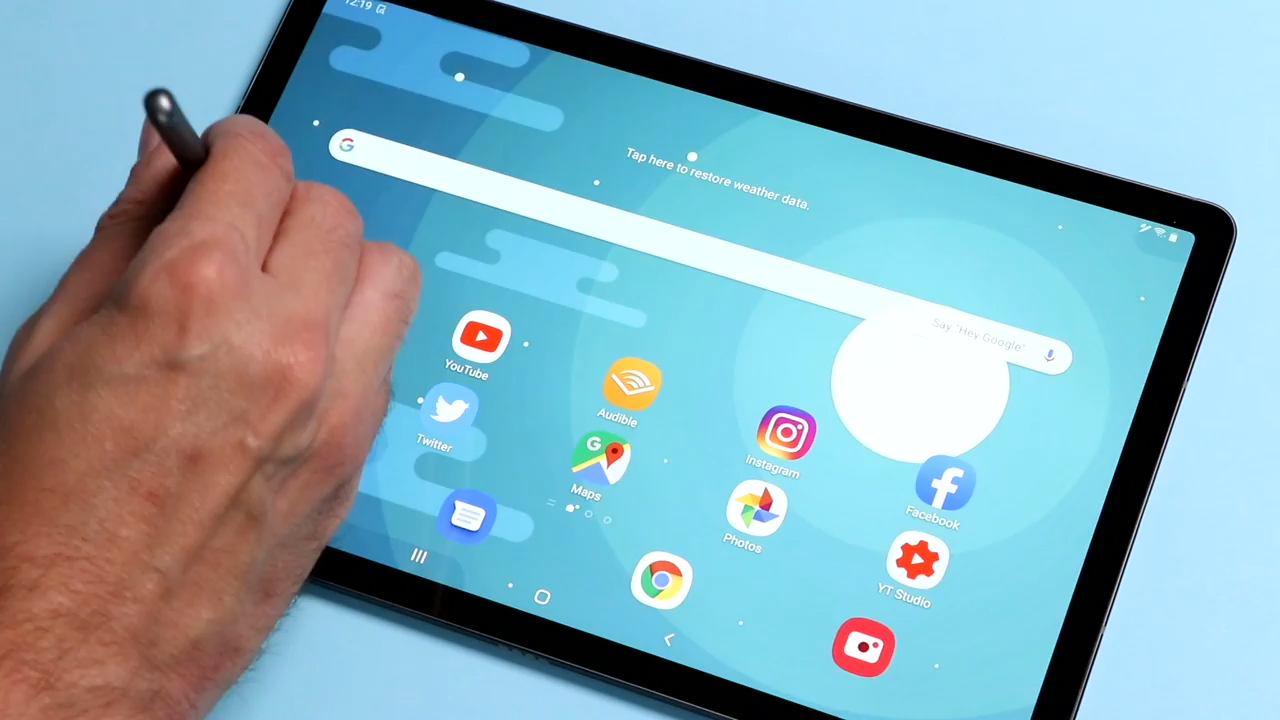 12:19
Tap here to restore weather data.
Say "Hey Google"
YouTube
Audible
Instagram
Facebook
Twitter
Maps
Photos
YT Studio